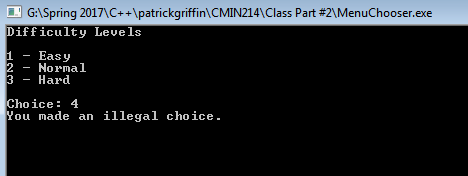 G:\Spring 2017\C++\patrickgriffin\CMIN214\Class Part #2\MenuChooser.exe
Difficulty Levels
1 - Easy
2 - Normal
3 - Hard
Choice: 4
You made an illegal choice.